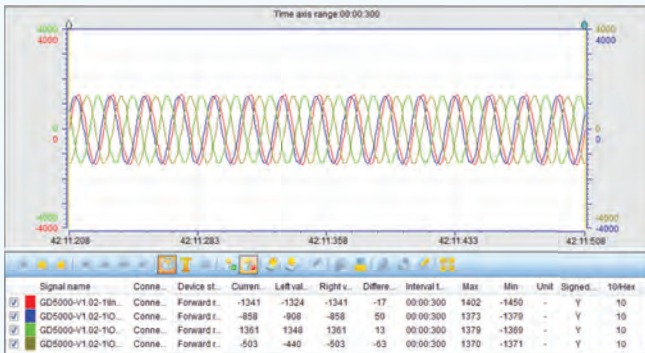 Time axis range 00:00:300
4000 4000
4000 4000
0 0
0 0
-4000 -4000
-4000 -4000
42:11:208 42:11:283 42:11:358 42:11:433 42:11:508
Signal name Conne... Device st... Curren... Left val... Right v... Differe... Interval t... Max Min Unit Signed... 10/Hex
GD5000-V1.02-1\In... Conne... Forward r... -1341 -1324 -1341 -17 00:00:300 1402 -1450 - Y 10
GD5000-V1.02-1\O... Conne... Forward r... -858 -908 -858 50 00:00:300 1373 -1379 - Y 10
GD5000-V1.02-1\O... Conne... Forward r... 1361 1348 1361 13 00:00:300 1379 -1369 - Y 10
GD5000-V1.02-1\O... Conne... Forward r... -503 -440 -503 -63 00:00:300 1370 -1371 - Y 10